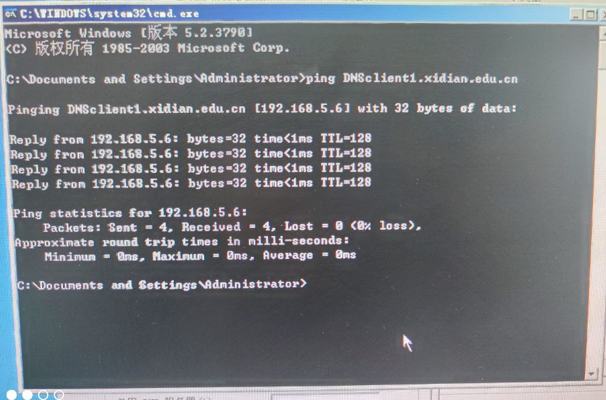 C:\WINDOWS\system32\cmd.exe
Microsoft Windows [版本 5.2.3790]
<C> 版权所有 1985-2003 Microsoft Corp.
C:\Documents and Settings\Administrator>ping DNSclient1.xidian.edu.cn
Pinging DNSclient1.xidian.edu.cn [192.168.5.6] with 32 bytes of data:
Reply from 192.168.5.6: bytes=32 time<1ms TTL=128
Reply from 192.168.5.6: bytes=32 time<1ms TTL=128
Reply from 192.168.5.6: bytes=32 time<1ms TTL=128
Reply from 192.168.5.6: bytes=32 time<1ms TTL=128
Ping statistics for 192.168.5.6:
Packets: Sent = 4, Received = 4, Lost = 0 (0% loss),
Approximate round trip times in milli-seconds:
Minimum = 0ms, Maximum = 0ms, Average = 0ms
C:\Documents and Settings\Administrator>